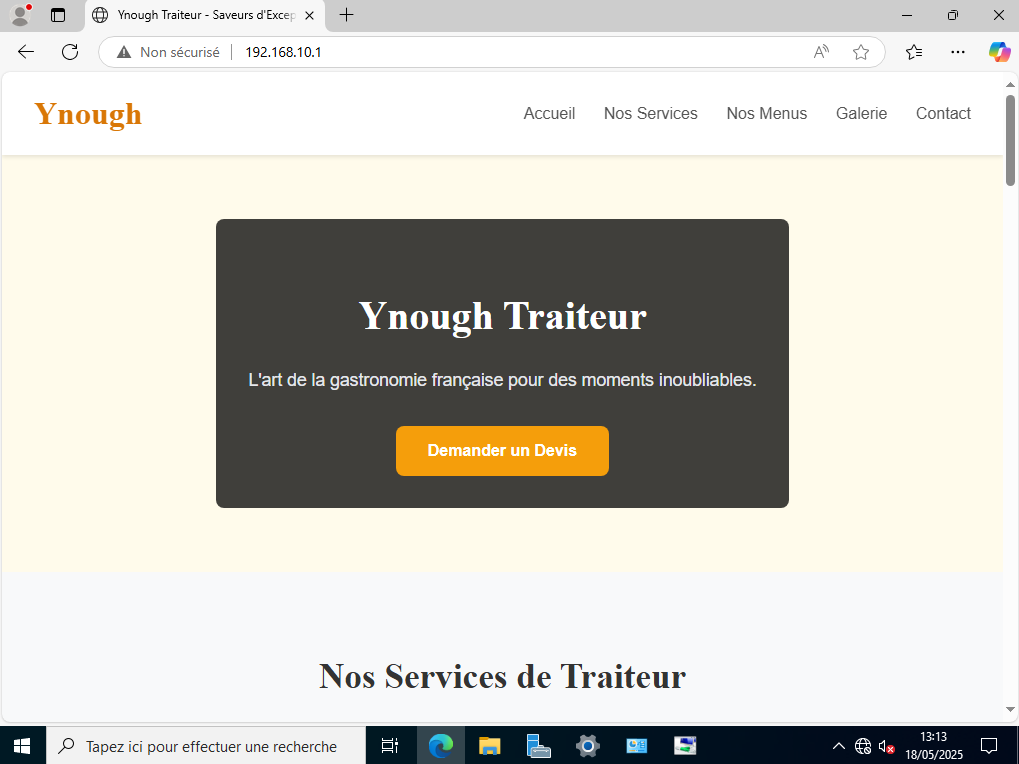 Ynough Traiteur - Saveurs d'Excep
Non sécurisé
192.168.10.1
Ynough
Accueil Nos Services Nos Menus Galerie Contact
Ynough Traiteur
L'art de la gastronomie française pour des moments inoubliables.
Demander un Devis
Nos Services de Traiteur
Tapez ici pour effectuer une recherche
13:13
18/05/2025